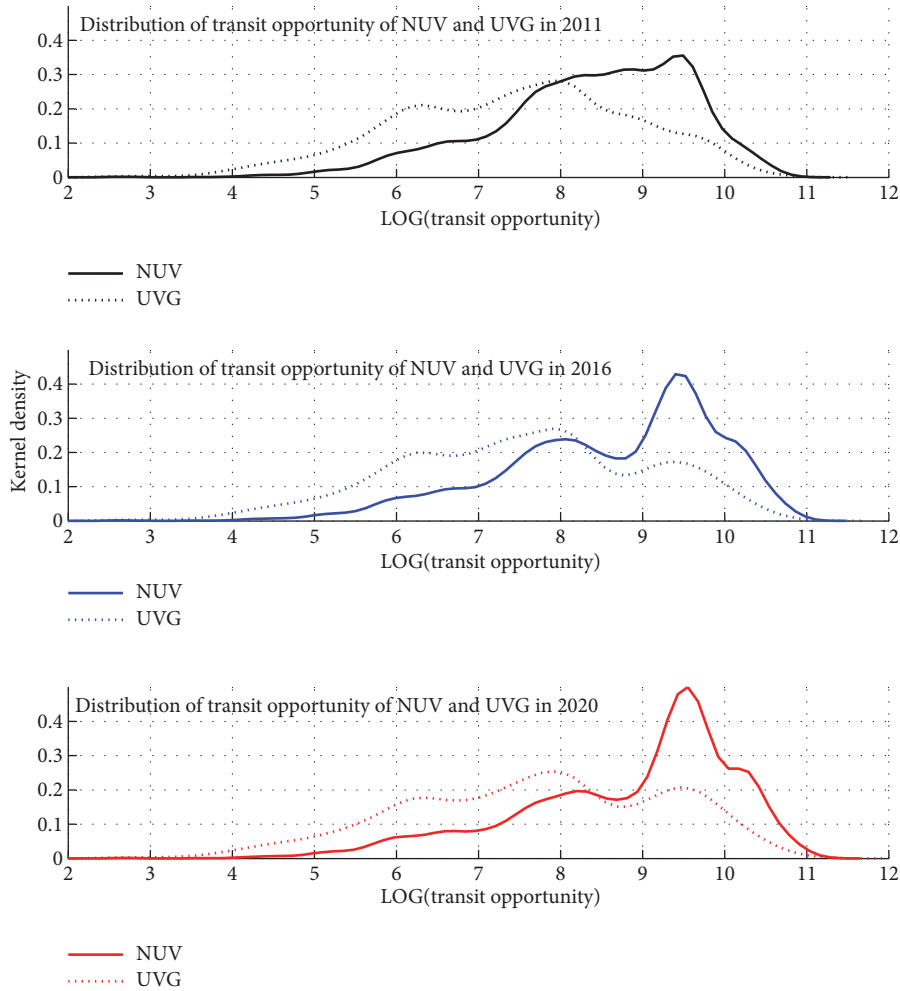 Distribution of transit opportunity of NUV and UVG in 2011
0.4
0.3
0.2
0.1
0
2 3 4 5 6 7 8 9 10 11 12
LOG(transit opportunity)
NUV
UVG
Distribution of transit opportunity of NUV and UVG in 2016
Kernel density
0.4
0.3
0.2
0.1
0
2 3 4 5 6 7 8 9 10 11 12
LOG(transit opportunity)
NUV
UVG
Distribution of transit opportunity of NUV and UVG in 2020
0.4
0.3
0.2
0.1
0
2 3 4 5 6 7 8 9 10 11 12
LOG(transit opportunity)
NUV
UVG